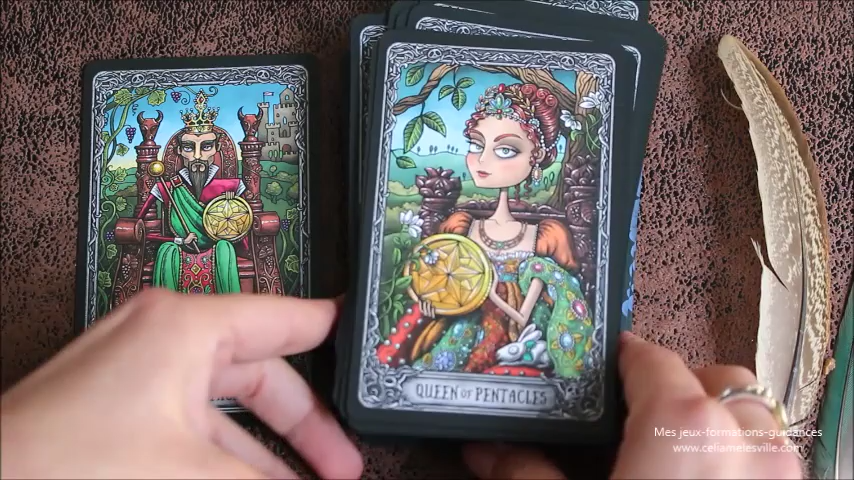 QUEEN OF PENTACLES
Mes jeux-formations-guidances
www.celiamelesville.com